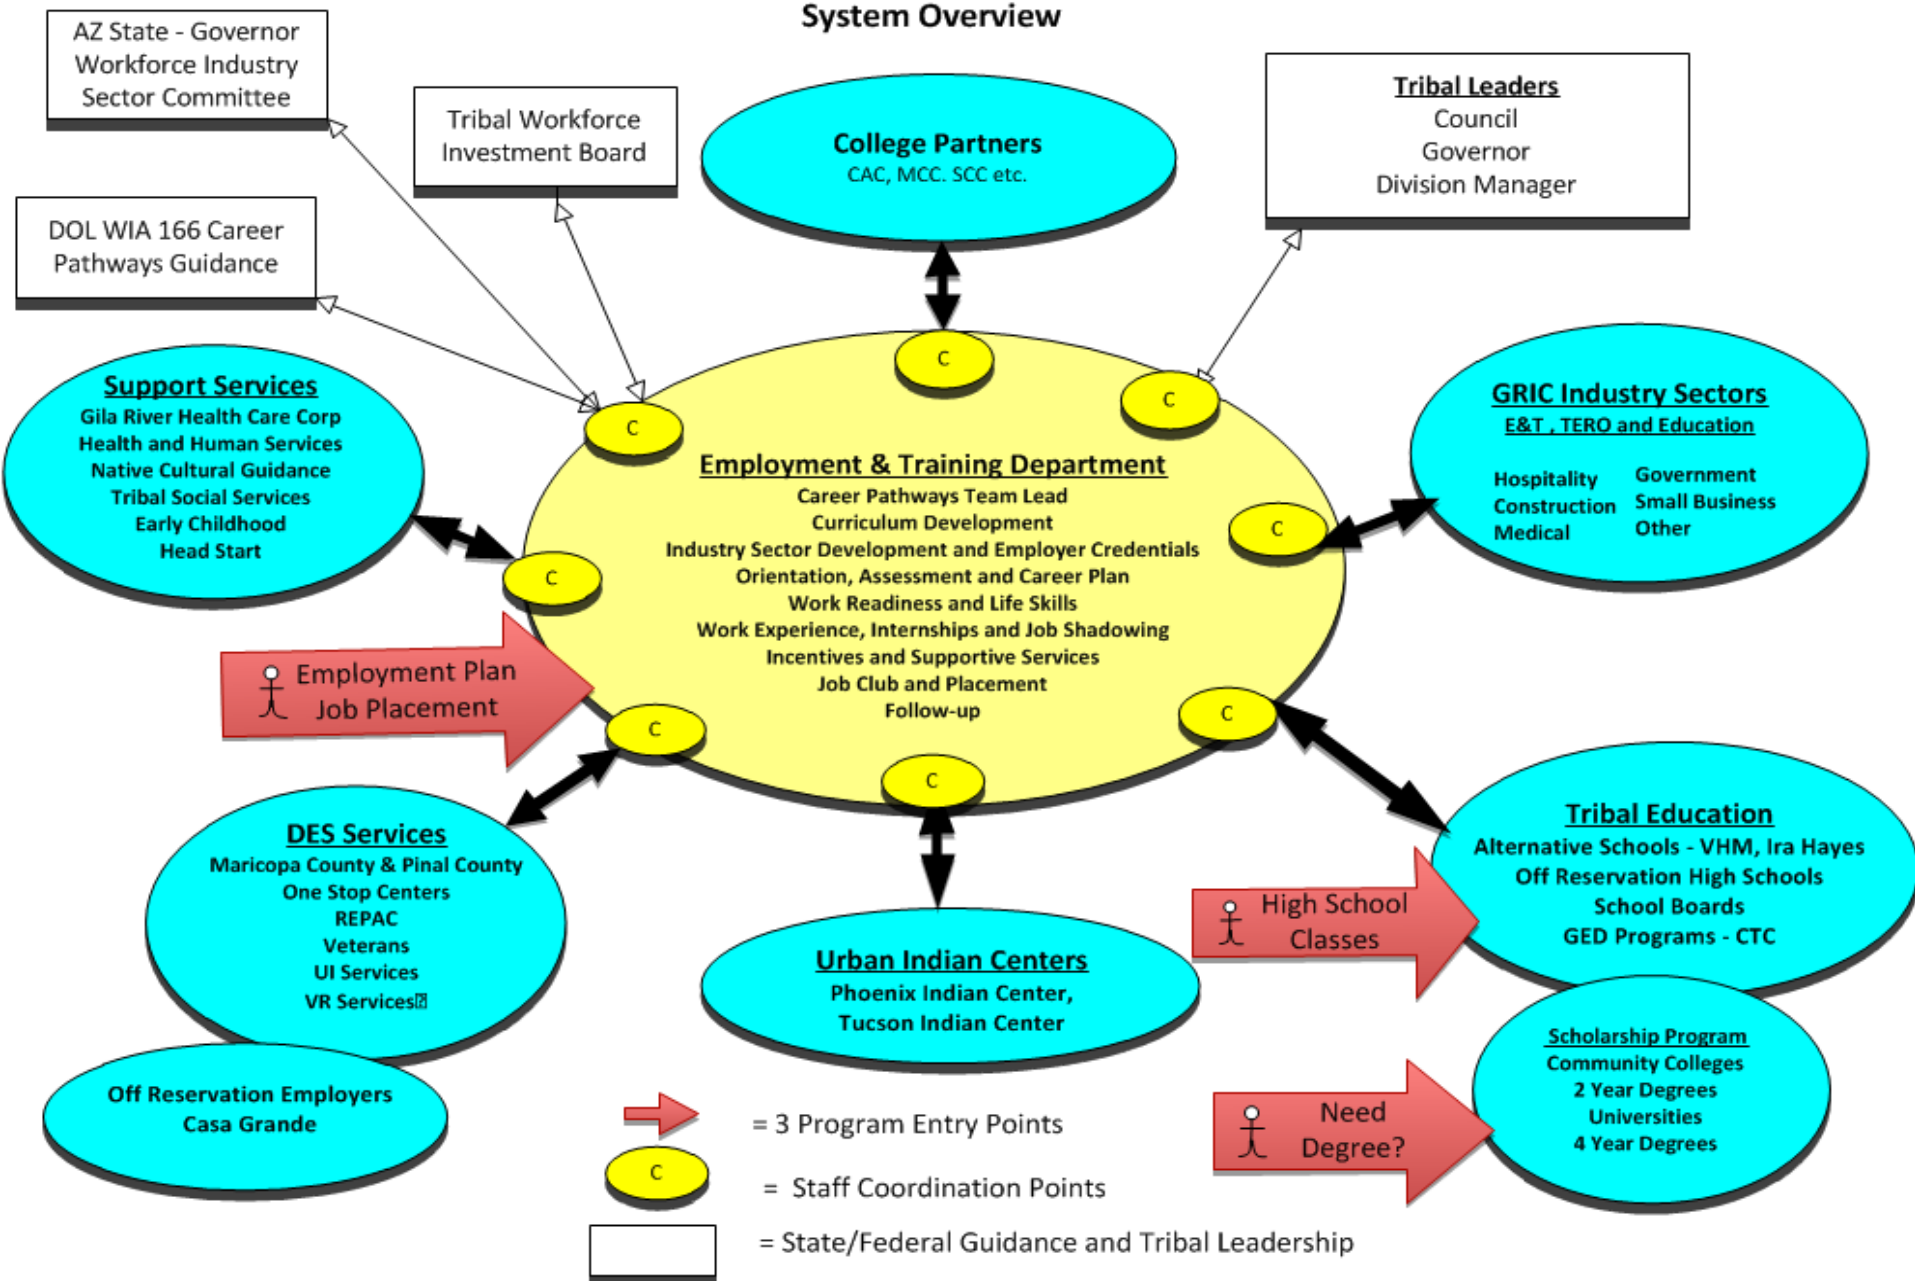 System Overview
AZ State - Governor
Workforce Industry
Sector Committee
Tribal Workforce
Investment Board
DOL WIA 166 Career
Pathways Guidance
College Partners
CAC, MCC. SCC etc.
Tribal Leaders
Council
Governor
Division Manager
Support Services
Gila River Health Care Corp
Health and Human Services
Native Cultural Guidance
Tribal Social Services
Early Childhood
Head Start
C
C
C
C
C
C
C
C
Employment & Training Department
Career Pathways Team Lead
Curriculum Development
Industry Sector Development and Employer Credentials
Orientation, Assessment and Career Plan
Work Readiness and Life Skills
Work Experience, Internships and Job Shadowing
Incentives and Supportive Services
Job Club and Placement
Follow-up
GRIC Industry Sectors
E&T , TERO and Education
Hospitality
Construction
Medical
Government
Small Business
Other
Employment Plan
Job Placement
DES Services
Maricopa County & Pinal County
One Stop Centers
REPAC
Veterans
UI Services
VR Services
Off Reservation Employers
Casa Grande
Urban Indian Centers
Phoenix Indian Center,
Tucson Indian Center
Tribal Education
Alternative Schools - VHM, Ira Hayes
Off Reservation High Schools
School Boards
GED Programs - CTC
High School
Classes
Scholarship Program
Community Colleges
2 Year Degrees
Universities
4 Year Degrees
Need
Degree?
= 3 Program Entry Points
C
= Staff Coordination Points
= State/Federal Guidance and Tribal Leadership